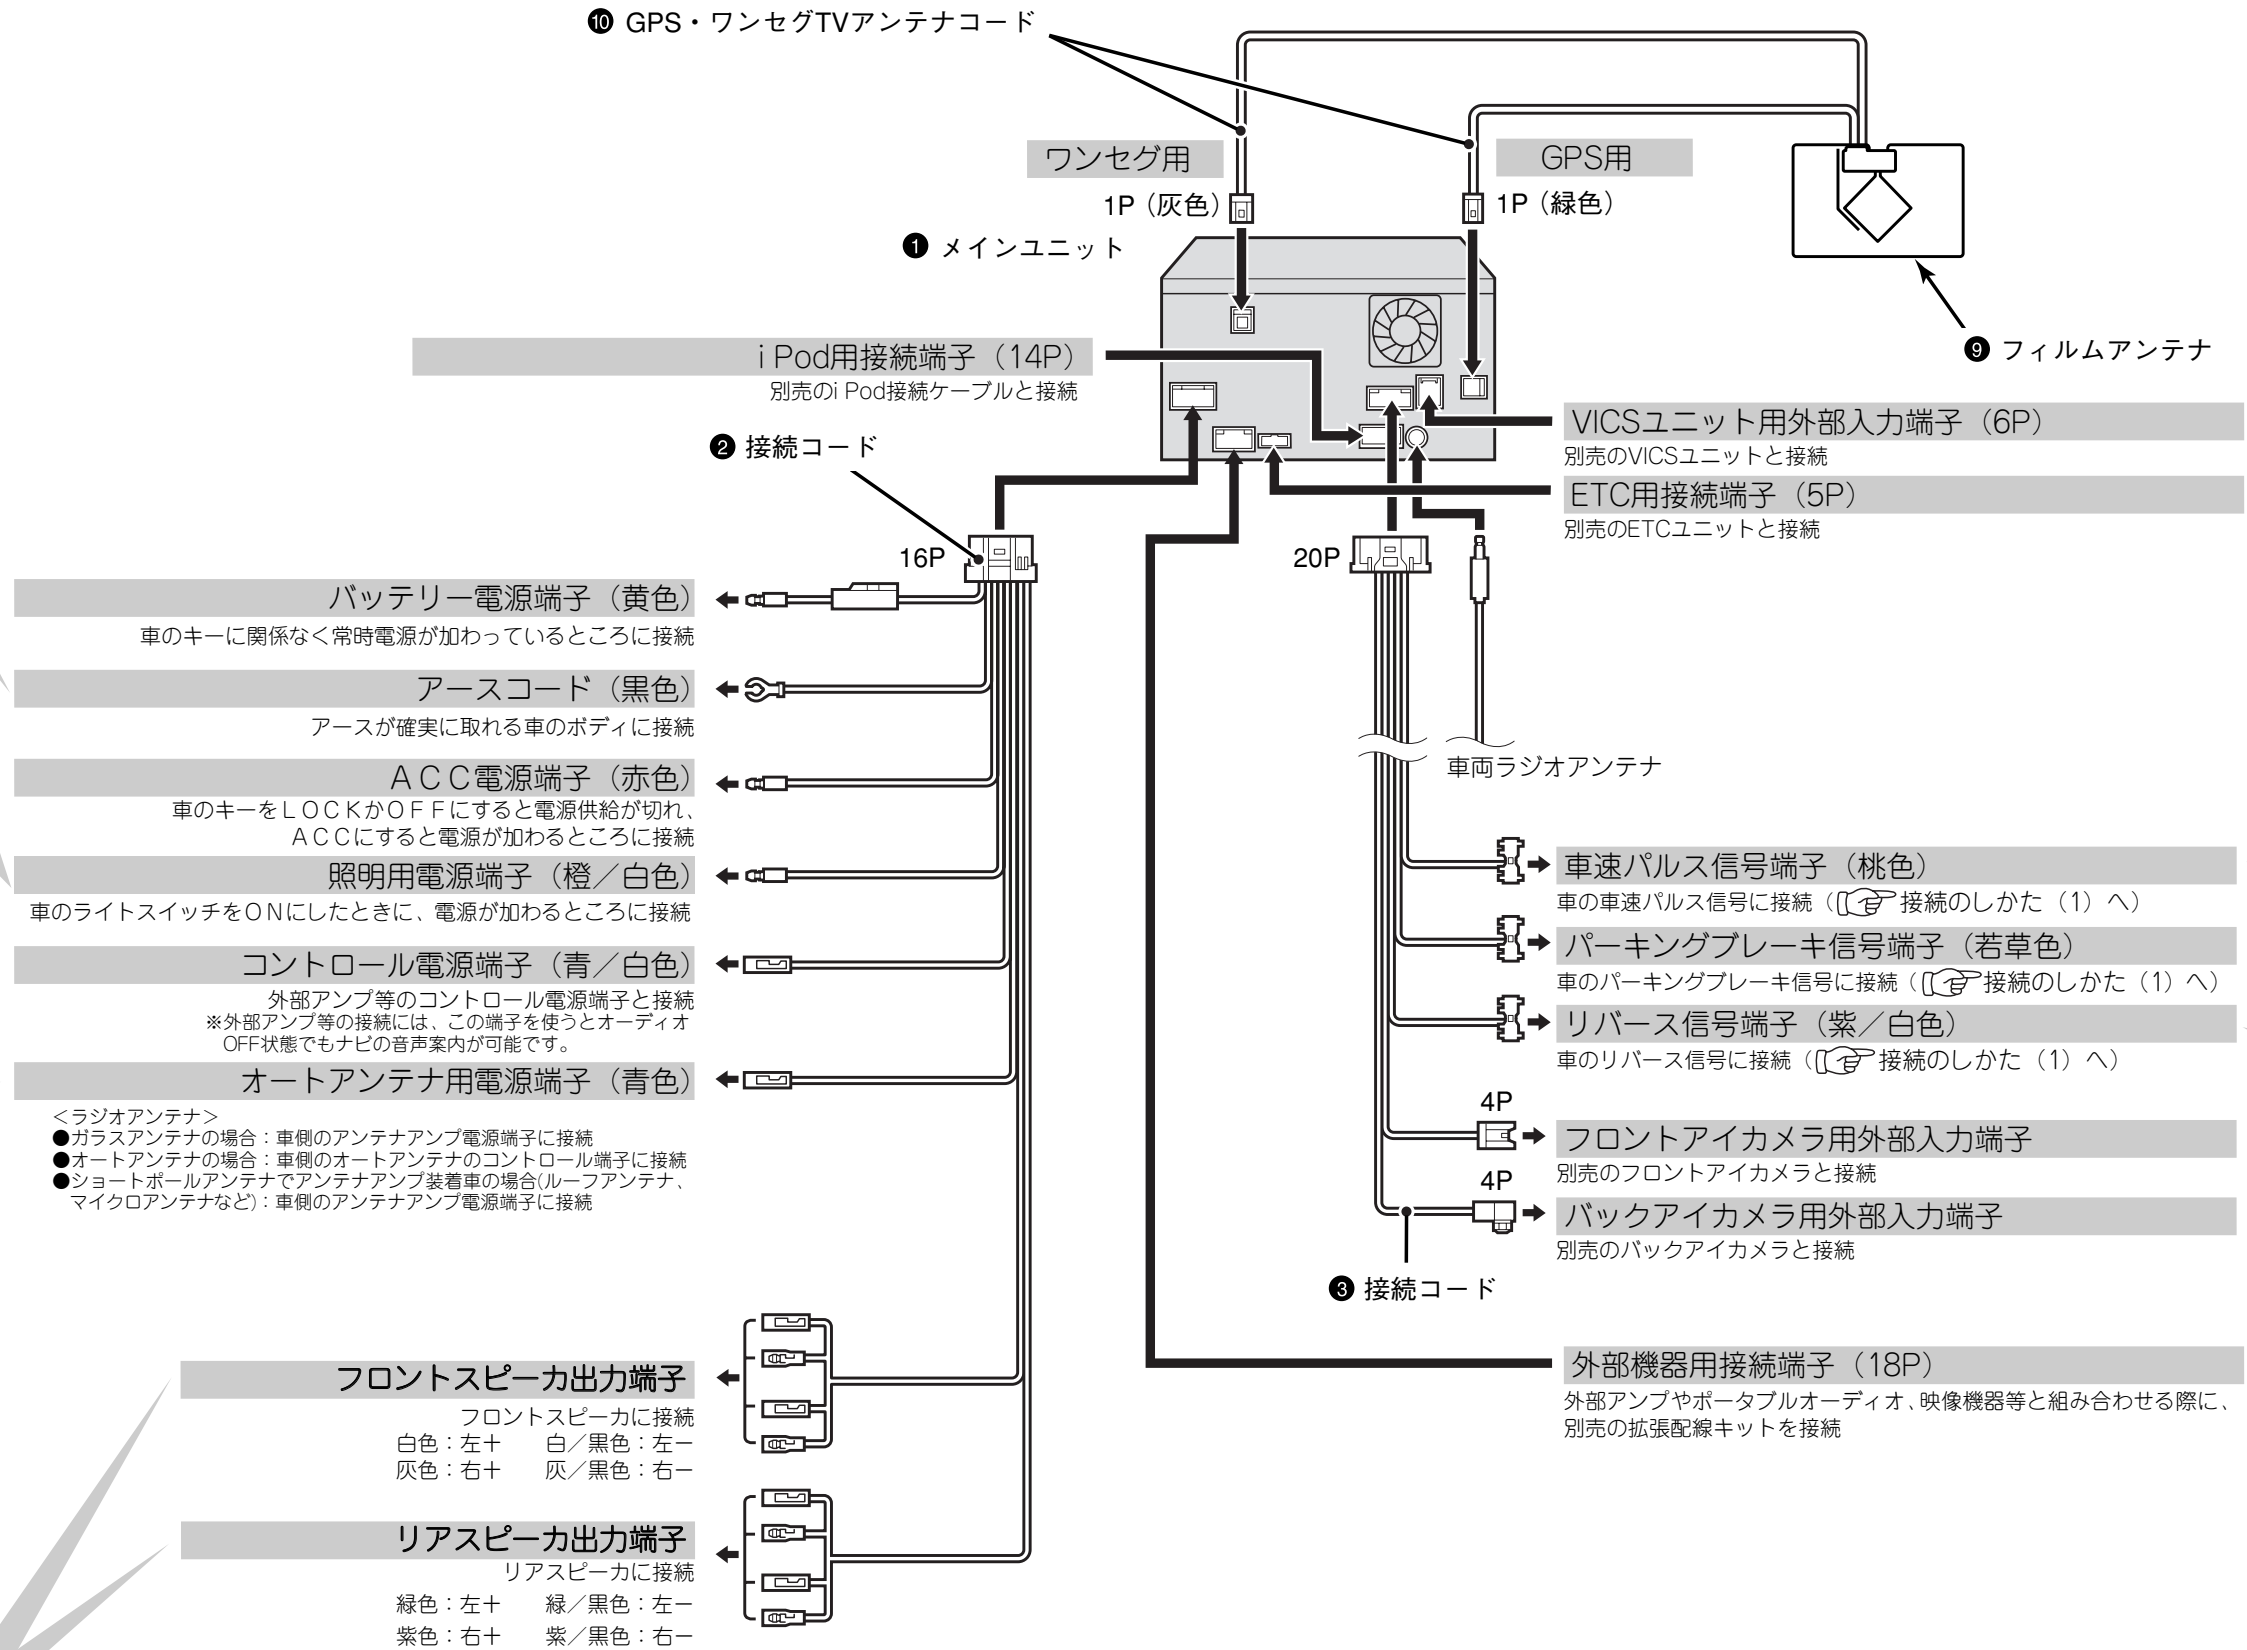 ❿ GPS・ワンセグTVアンテナコード
ワンセグ用
GPS用
1P（灰色）
1P（緑色）
❶ メインユニット
❾ フィルムアンテナ
i Pod用接続端子（14P）
別売のi Pod接続ケーブルと接続
VICSユニット用外部入力端子（6P）
別売のVICSユニットと接続
ETC用接続端子（5P）
別売のETCユニットと接続
❷ 接続コード
16P
20P
バッテリー電源端子（黄色）
車のキーに関係なく常時電源が加わっているところに接続
アースコード（黒色）
アースが確実に取れる車のボディに接続
ＡＣＣ電源端子（赤色）
車のキーをＬＯＣＫかＯＦＦにすると電源供給が切れ、
ＡＣＣにすると電源が加わるところに接続
照明用電源端子（橙／白色）
車のライトスイッチをＯＮにしたときに、電源が加わるところに接続
コントロール電源端子（青／白色）
外部アンプ等のコントロール電源端子と接続
※外部アンプ等の接続には、この端子を使うとオーディオ
OFF状態でもナビの音声案内が可能です。
オートアンテナ用電源端子（青色）
＜ラジオアンテナ＞
●ガラスアンテナの場合：車側のアンテナアンプ電源端子に接続
●オートアンテナの場合：車側のオートアンテナのコントロール端子に接続
●ショートポールアンテナでアンテナアンプ装着車の場合(ルーフアンテナ、
マイクロアンテナなど)：車側のアンテナアンプ電源端子に接続
フロントスピーカ出力端子
フロントスピーカに接続
白色：左＋　白／黒色：左−
灰色：右＋　灰／黒色：右−
リアスピーカ出力端子
リアスピーカに接続
緑色：左＋　緑／黒色：左−
紫色：右＋　紫／黒色：右−
車両ラジオアンテナ
車速パルス信号端子（桃色）
車の車速パルス信号に接続（☞接続のしかた（1）へ）
パーキングブレーキ信号端子（若草色）
車のパーキングブレーキ信号に接続（☞接続のしかた（1）へ）
リバース信号端子（紫／白色）
車のリバース信号に接続（☞接続のしかた（1）へ）
4P
フロントアイカメラ用外部入力端子
別売のフロントアイカメラと接続
4P
バックアイカメラ用外部入力端子
別売のバックアイカメラと接続
❸ 接続コード
外部機器用接続端子（18P）
外部アンプやポータブルオーディオ、映像機器等と組み合わせる際に、
別売の拡張配線キットを接続